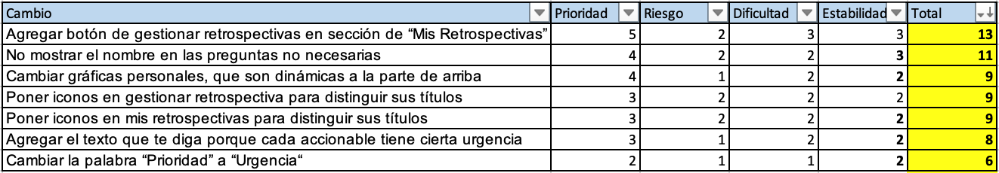 Cambio Prioridad Riesgo Dificultad Estabilidad Total
Agregar botón de gestionar retrospectivas en sección de “Mis Retrospectivas” 5 2 3 3 13
No mostrar el nombre en las preguntas no necesarias 4 2 2 3 11
Cambiar gráficas personales, que son dinámicas a la parte de arriba 4 1 2 2 9
Poner iconos en gestionar retrospectiva para distinguir sus títulos 3 2 2 2 9
Poner iconos en mis retrospectivas para distinguir sus títulos 3 2 2 2 9
Agregar el texto que te diga porque cada accionable tiene cierta urgencia 3 1 2 2 8
Cambiar la palabra “Prioridad” a “Urgencia“ 2 1 1 2 6